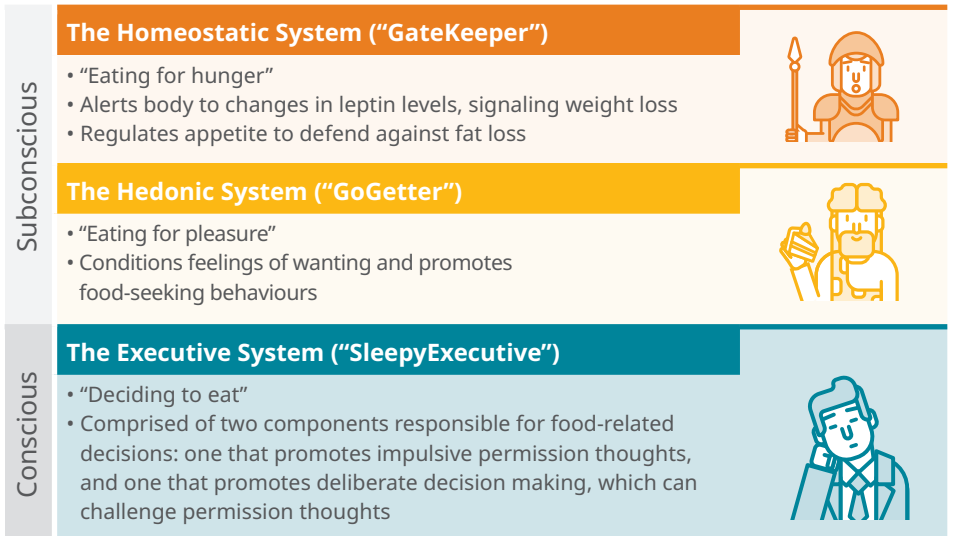 Subconscious
The Homeostatic System (“GateKeeper”)
• “Eating for hunger”
• Alerts body to changes in leptin levels, signaling weight loss
• Regulates appetite to defend against fat loss
The Hedonic System (“GoGetter”)
• “Eating for pleasure”
• Conditions feelings of wanting and promotes
food-seeking behaviours
Conscious
The Executive System (“SleepyExecutive”)
• “Deciding to eat”
• Comprised of two components responsible for food-related
decisions: one that promotes impulsive permission thoughts,
and one that promotes deliberate decision making, which can
challenge permission thoughts